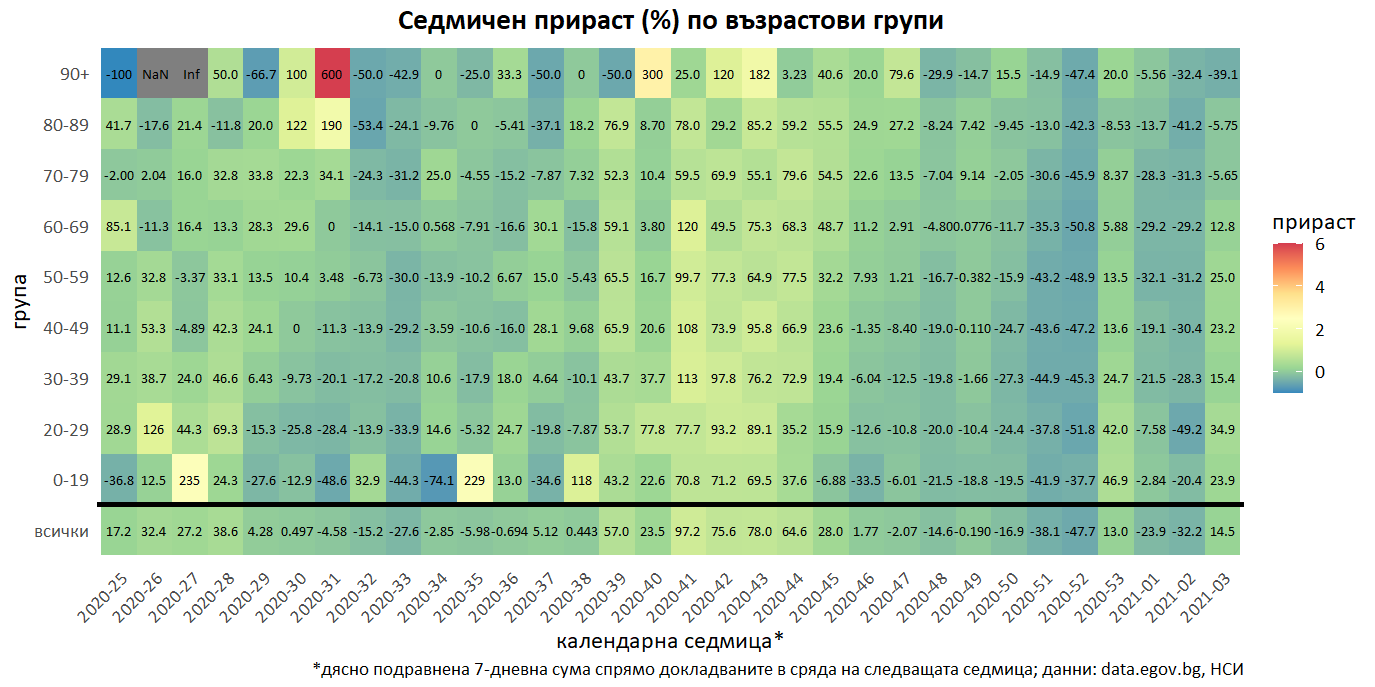 Седмичен прираст (%) по възрастови групи
група
90+ -100 NaN Inf 50.0 -66.7 100 600 -50.0 -42.9 0 -25.0 33.3 -50.0 0 -50.0 300 25.0 120 182 3.23 40.6 20.0 79.6 -29.9 -14.7 15.5 -14.9 -47.4 20.0 -5.56 -32.4 -39.1
80-89 41.7 -17.6 21.4 -11.8 20.0 122 190 -53.4 -24.1 -9.76 0 -5.41 -37.1 18.2 76.9 8.70 78.0 29.2 85.2 59.2 55.5 24.9 27.2 -8.24 7.42 -9.45 -13.0 -42.3 -8.53 -13.7 -41.2 -5.75
70-79 -2.00 2.04 16.0 32.8 33.8 22.3 34.1 -24.3 -31.2 25.0 -4.55 -15.2 -7.87 7.32 52.3 10.4 59.5 69.9 55.1 79.6 54.5 22.6 13.5 -7.04 9.14 -2.05 -30.6 -45.9 8.37 -28.3 -31.3 -5.65
60-69 85.1 -11.3 16.4 13.3 28.3 29.6 0 -14.1 -15.0 0.568 -7.91 -16.6 30.1 -15.8 59.1 3.80 120 49.5 75.3 68.3 48.7 11.2 2.91 -4.80 0.0776 -11.7 -35.3 -50.8 5.88 -29.2 -29.2 12.8
50-59 12.6 32.8 -3.37 33.1 13.5 10.4 3.48 -6.73 -30.0 -13.9 -10.2 6.67 15.0 -5.43 65.5 16.7 99.7 77.3 64.9 77.5 32.2 7.93 1.21 -16.7 -0.382 -15.9 -43.2 -48.9 13.5 -32.1 -31.2 25.0
40-49 11.1 53.3 -4.89 42.3 24.1 0 -11.3 -13.9 -29.2 -3.59 -10.6 -16.0 28.1 9.68 65.9 20.6 108 73.9 95.8 66.9 23.6 -1.35 -8.40 -19.0 -0.110 -24.7 -43.6 -47.2 13.6 -19.1 -30.4 23.2
30-39 29.1 38.7 24.0 46.6 6.43 -9.73 -20.1 -17.2 -20.8 10.6 -17.9 18.0 4.64 -10.1 43.7 37.7 113 97.8 76.2 72.9 19.4 -6.04 -12.5 -19.8 -1.66 -27.3 -44.9 -45.3 24.7 -21.5 -28.3 15.4
20-29 28.9 126 44.3 69.3 -15.3 -25.8 -28.4 -13.9 -33.9 14.6 -5.32 24.7 -19.8 -7.87 53.7 77.8 77.7 93.2 89.1 35.2 15.9 -12.6 -10.8 -20.0 -10.4 -24.4 -37.8 -51.8 42.0 -7.58 -49.2 34.9
0-19 -36.8 12.5 235 24.3 -27.6 -12.9 -48.6 32.9 -44.3 -74.1 229 13.0 -34.6 118 43.2 22.6 70.8 71.2 69.5 37.6 -6.88 -33.5 -6.01 -21.5 -18.8 -19.5 -41.9 -37.7 46.9 -2.84 -20.4 23.9
всички 17.2 32.4 27.2 38.6 4.28 0.497 -4.58 -15.2 -27.6 -2.85 -5.98 -0.694 5.12 0.443 57.0 23.5 97.2 75.6 78.0 64.6 28.0 1.77 -2.07 -14.6 -0.190 -16.9 -38.1 -47.7 13.0 -23.9 -32.2 14.5
2020-25 2020-26 2020-27 2020-28 2020-29 2020-30 2020-31 2020-32 2020-33 2020-34 2020-35 2020-36 2020-37 2020-38 2020-39 2020-40 2020-41 2020-42 2020-43 2020-44 2020-45 2020-46 2020-47 2020-48 2020-49 2020-50 2020-51 2020-52 2020-53 2021-01 2021-02 2021-03
календарна седмица*
*дясно подравнена 7-дневна сума спрямо докладваните в сряда на следващата седмица; данни: data.egov.bg, НСИ
прираст
6
4
2
0